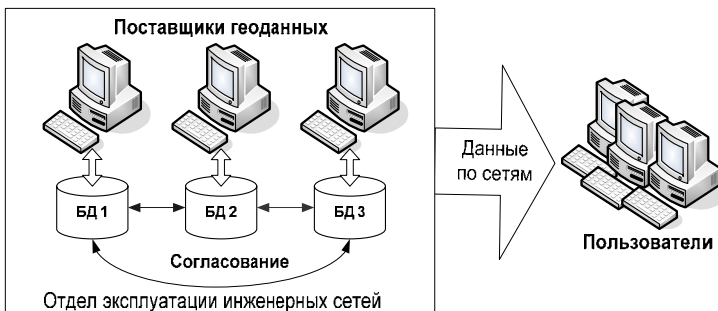 Поставщики геоданных
БД 1
БД 2
БД 3
Согласование
Отдел эксплуатации инженерных сетей
Данные
по сетям
Пользователи